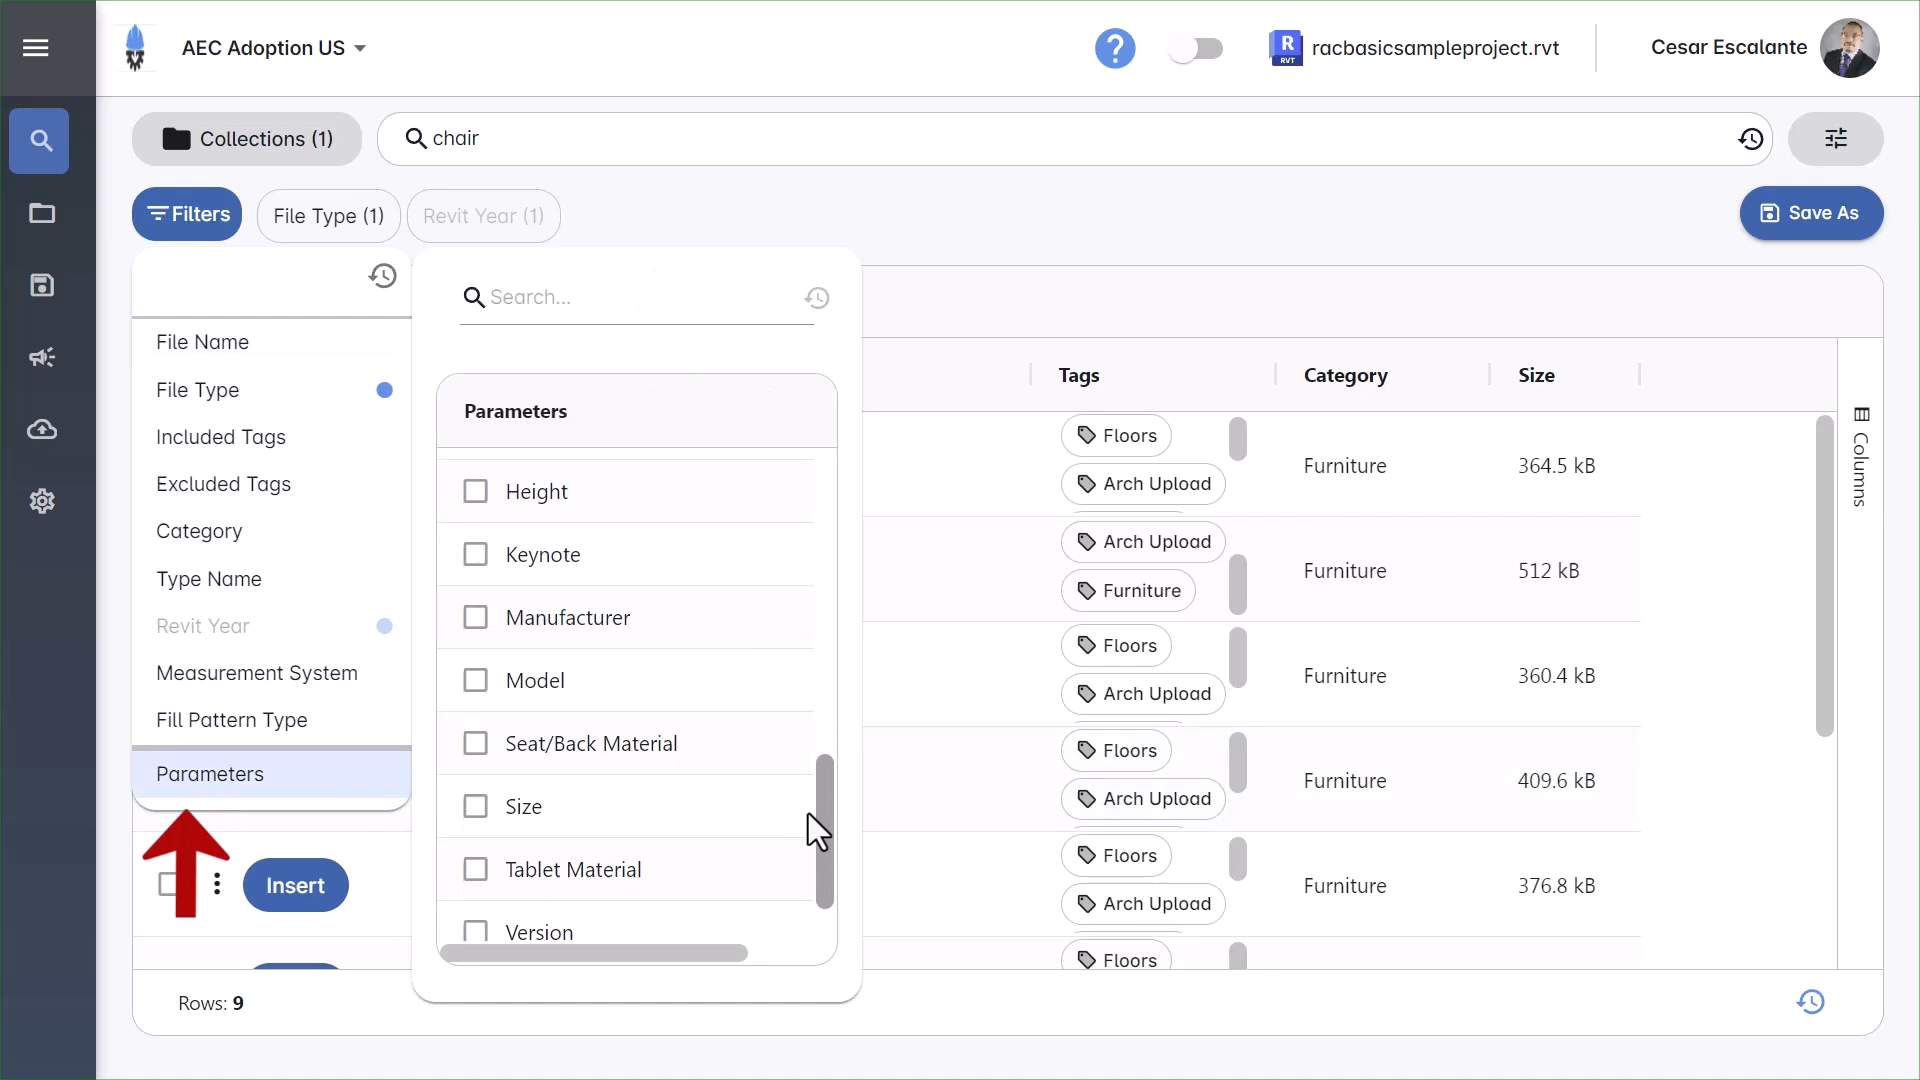 AEC Adoption US
?
R
RVT
racbasicsampleproject.rvt
Cesar Escalante
Collections (1)
chair
Filters
File Type (1)
Revit Year (1)
Save As
File Name
File Type
Included Tags
Excluded Tags
Category
Type Name
Revit Year
Measurement System
Fill Pattern Type
Parameters
Search...
Parameters
Height
Keynote
Manufacturer
Model
Seat/Back Material
Size
Tablet Material
Version
Tags
Category
Size
Floors
Arch Upload
Furniture
364.5 kB
Arch Upload
Furniture
Furniture
512 kB
Floors
Arch Upload
Furniture
360.4 kB
Floors
Arch Upload
Furniture
409.6 kB
Insert
Floors
Arch Upload
Furniture
376.8 kB
Floors
Columns
Rows: 9